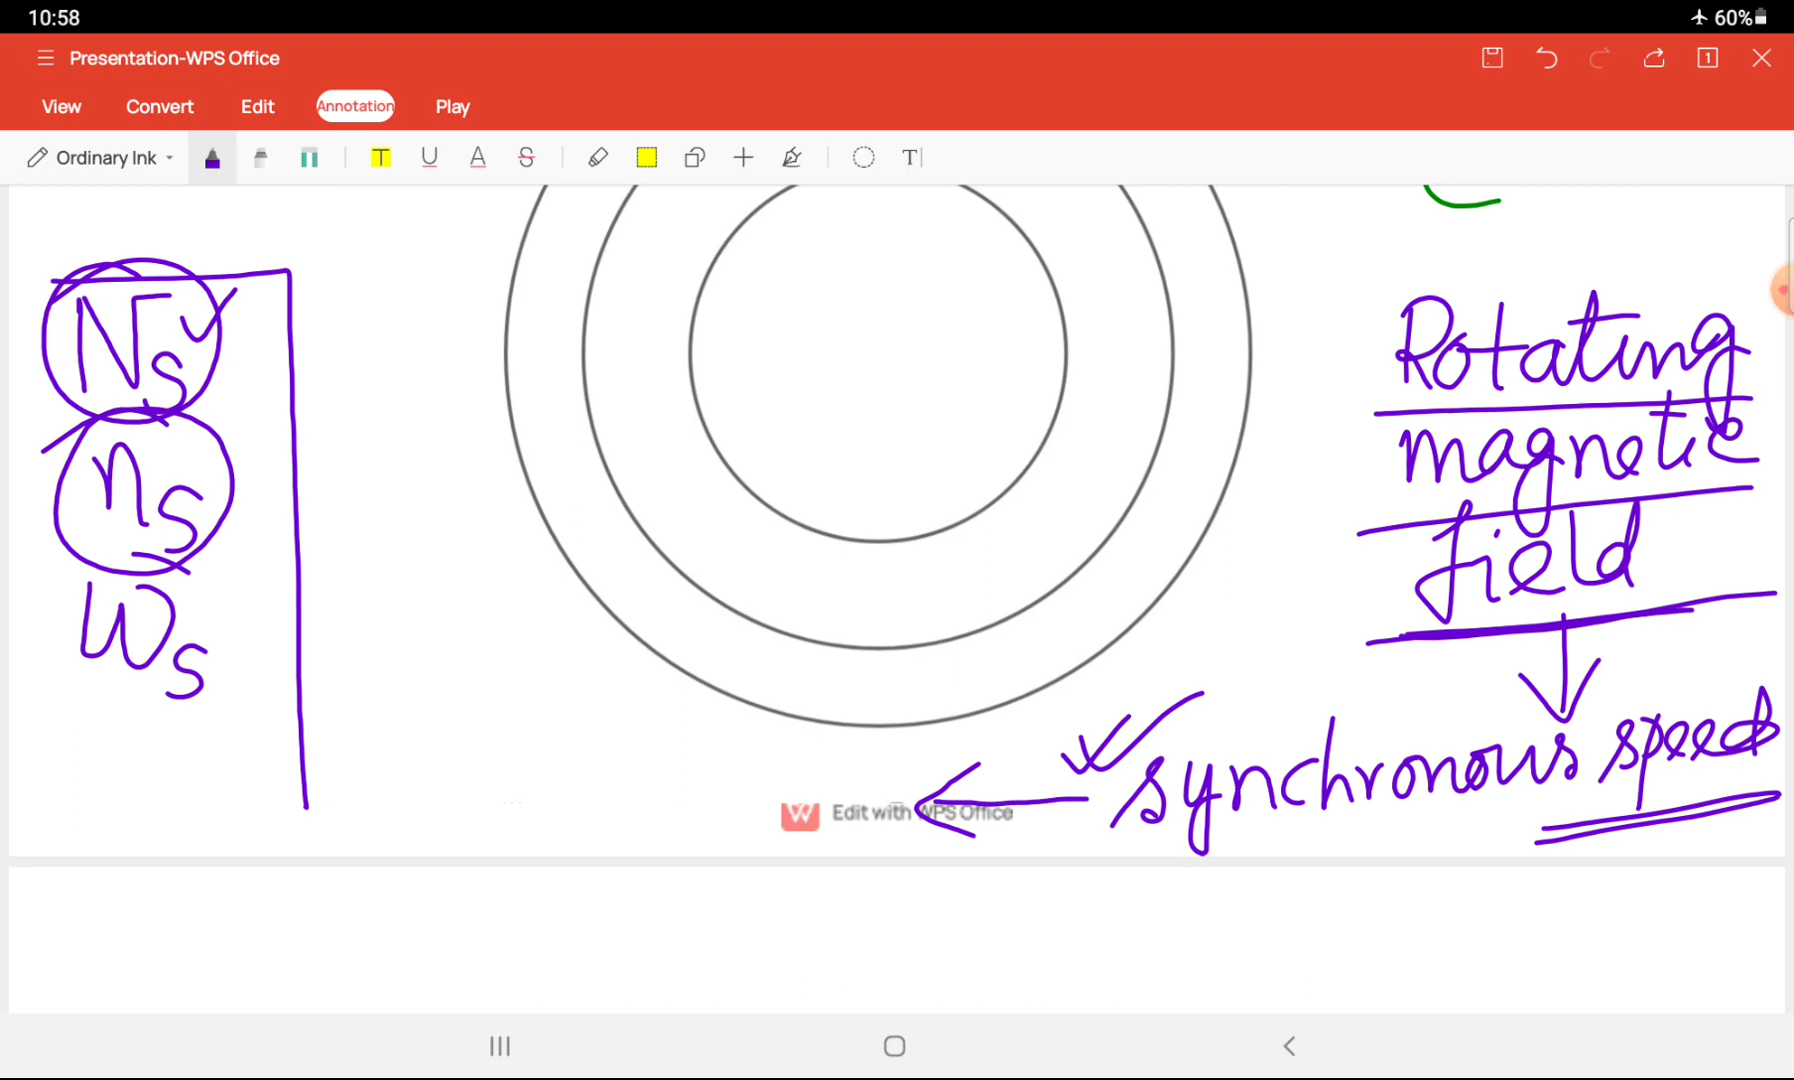 10:58
60%
Presentation-WPS Office
1
View Convert Edit Annotation Play
Ordinary Ink T U A S T
Ns
ns
Ws
Rotating
magnetic
field
synchronous speed
W Edit with WPS Office